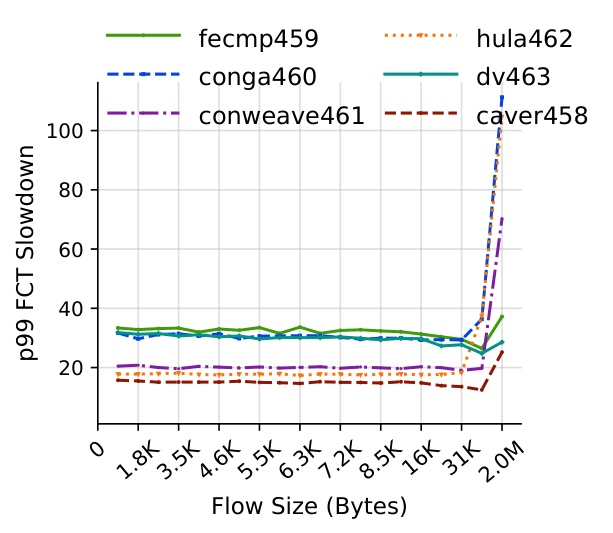 fecmp459 hula462
conga460 dv463
conweave461 caver458
100
80
60
40
20
p99 FCT Slowdown
0 1.8K 3.5K 4.6K 5.5K 6.3K 7.2K 8.5K 16K 31K 2.0M
Flow Size (Bytes)